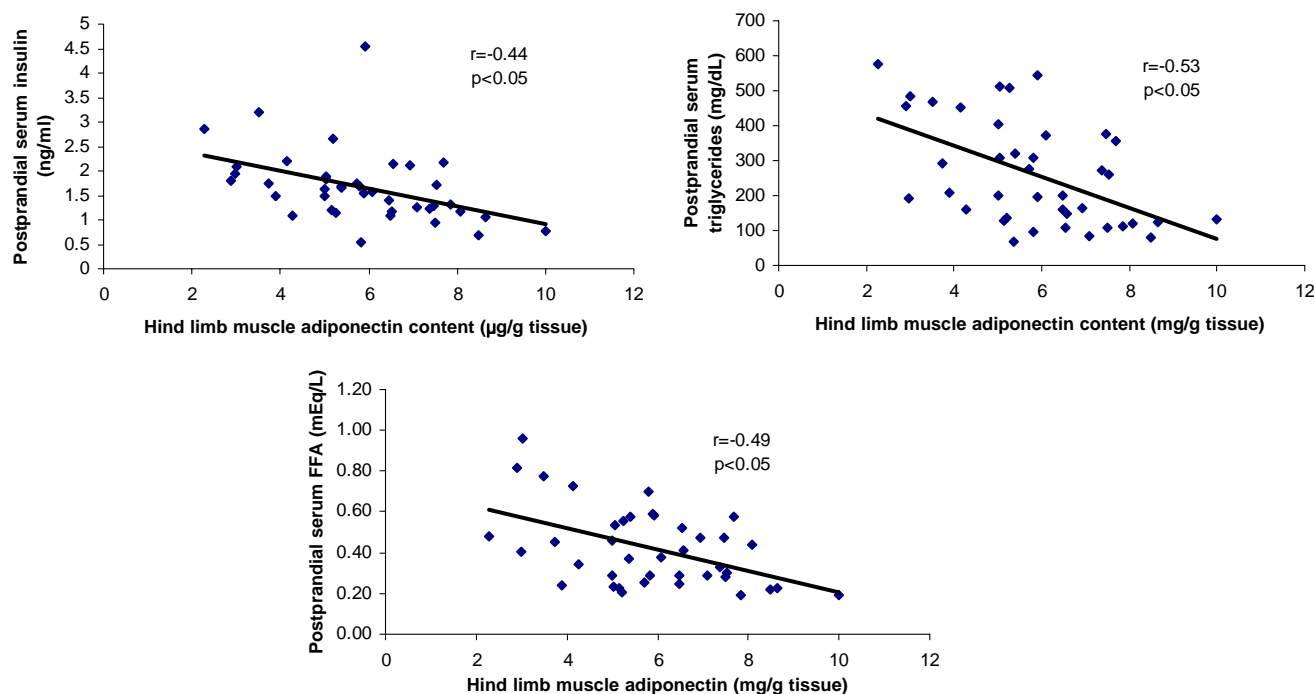 Postprandial serum insulin
(ng/ml)
5
4.5
4
3.5
3
2.5
2
1.5
1
0.5
0
r=-0.44
p<0.05
0 2 4 6 8 10 12
Hind limb muscle adiponectin content (µg/g tissue)
Postprandial serum
triglycerides (mg/dL)
700
600
500
400
300
200
100
0
r=-0.53
p<0.05
0 2 4 6 8 10 12
Hind limb muscle adiponectin content (mg/g tissue)
Postprandial serum FFA (mEq/L)
1.20
1.00
0.80
0.60
0.40
0.20
0.00
r=-0.49
p<0.05
0 2 4 6 8 10 12
Hind limb muscle adiponectin (mg/g tissue)